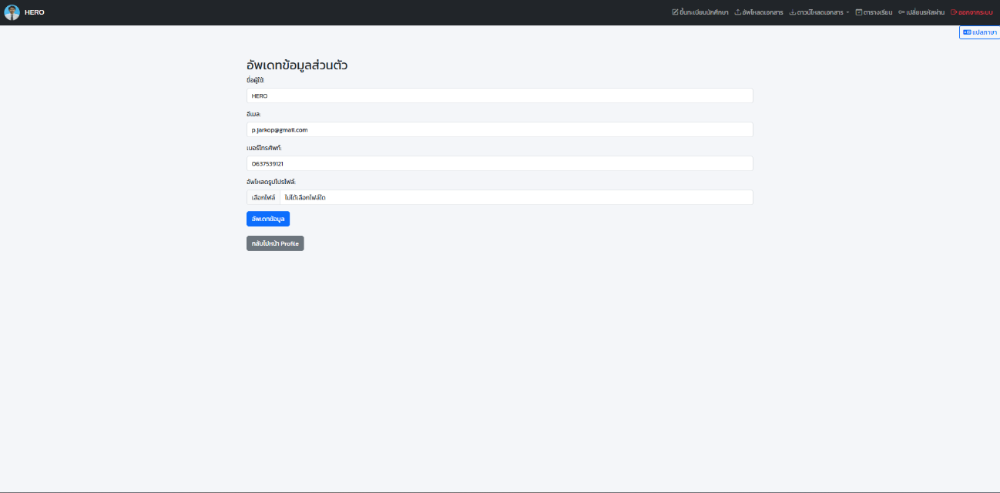 HERO
ขึ้นทะเบียนนักศึกษา อัพโหลดเอกสาร ดาวน์โหลดเอกสาร ตารางเรียน เปลี่ยนรหัสผ่าน ออกจากระบบ
แปลภาษา
อัพเดทข้อมูลส่วนตัว
ชื่อผู้ใช้:
HERO
อีเมล:
p.jarkop@gmail.com
เบอร์โทรศัพท์:
0637539121
อัพโหลดรูปโปรไฟล์:
เลือกไฟล์ ไม่ได้เลือกไฟล์ใด
อัพเดทข้อมูล
กลับไปหน้า Profile